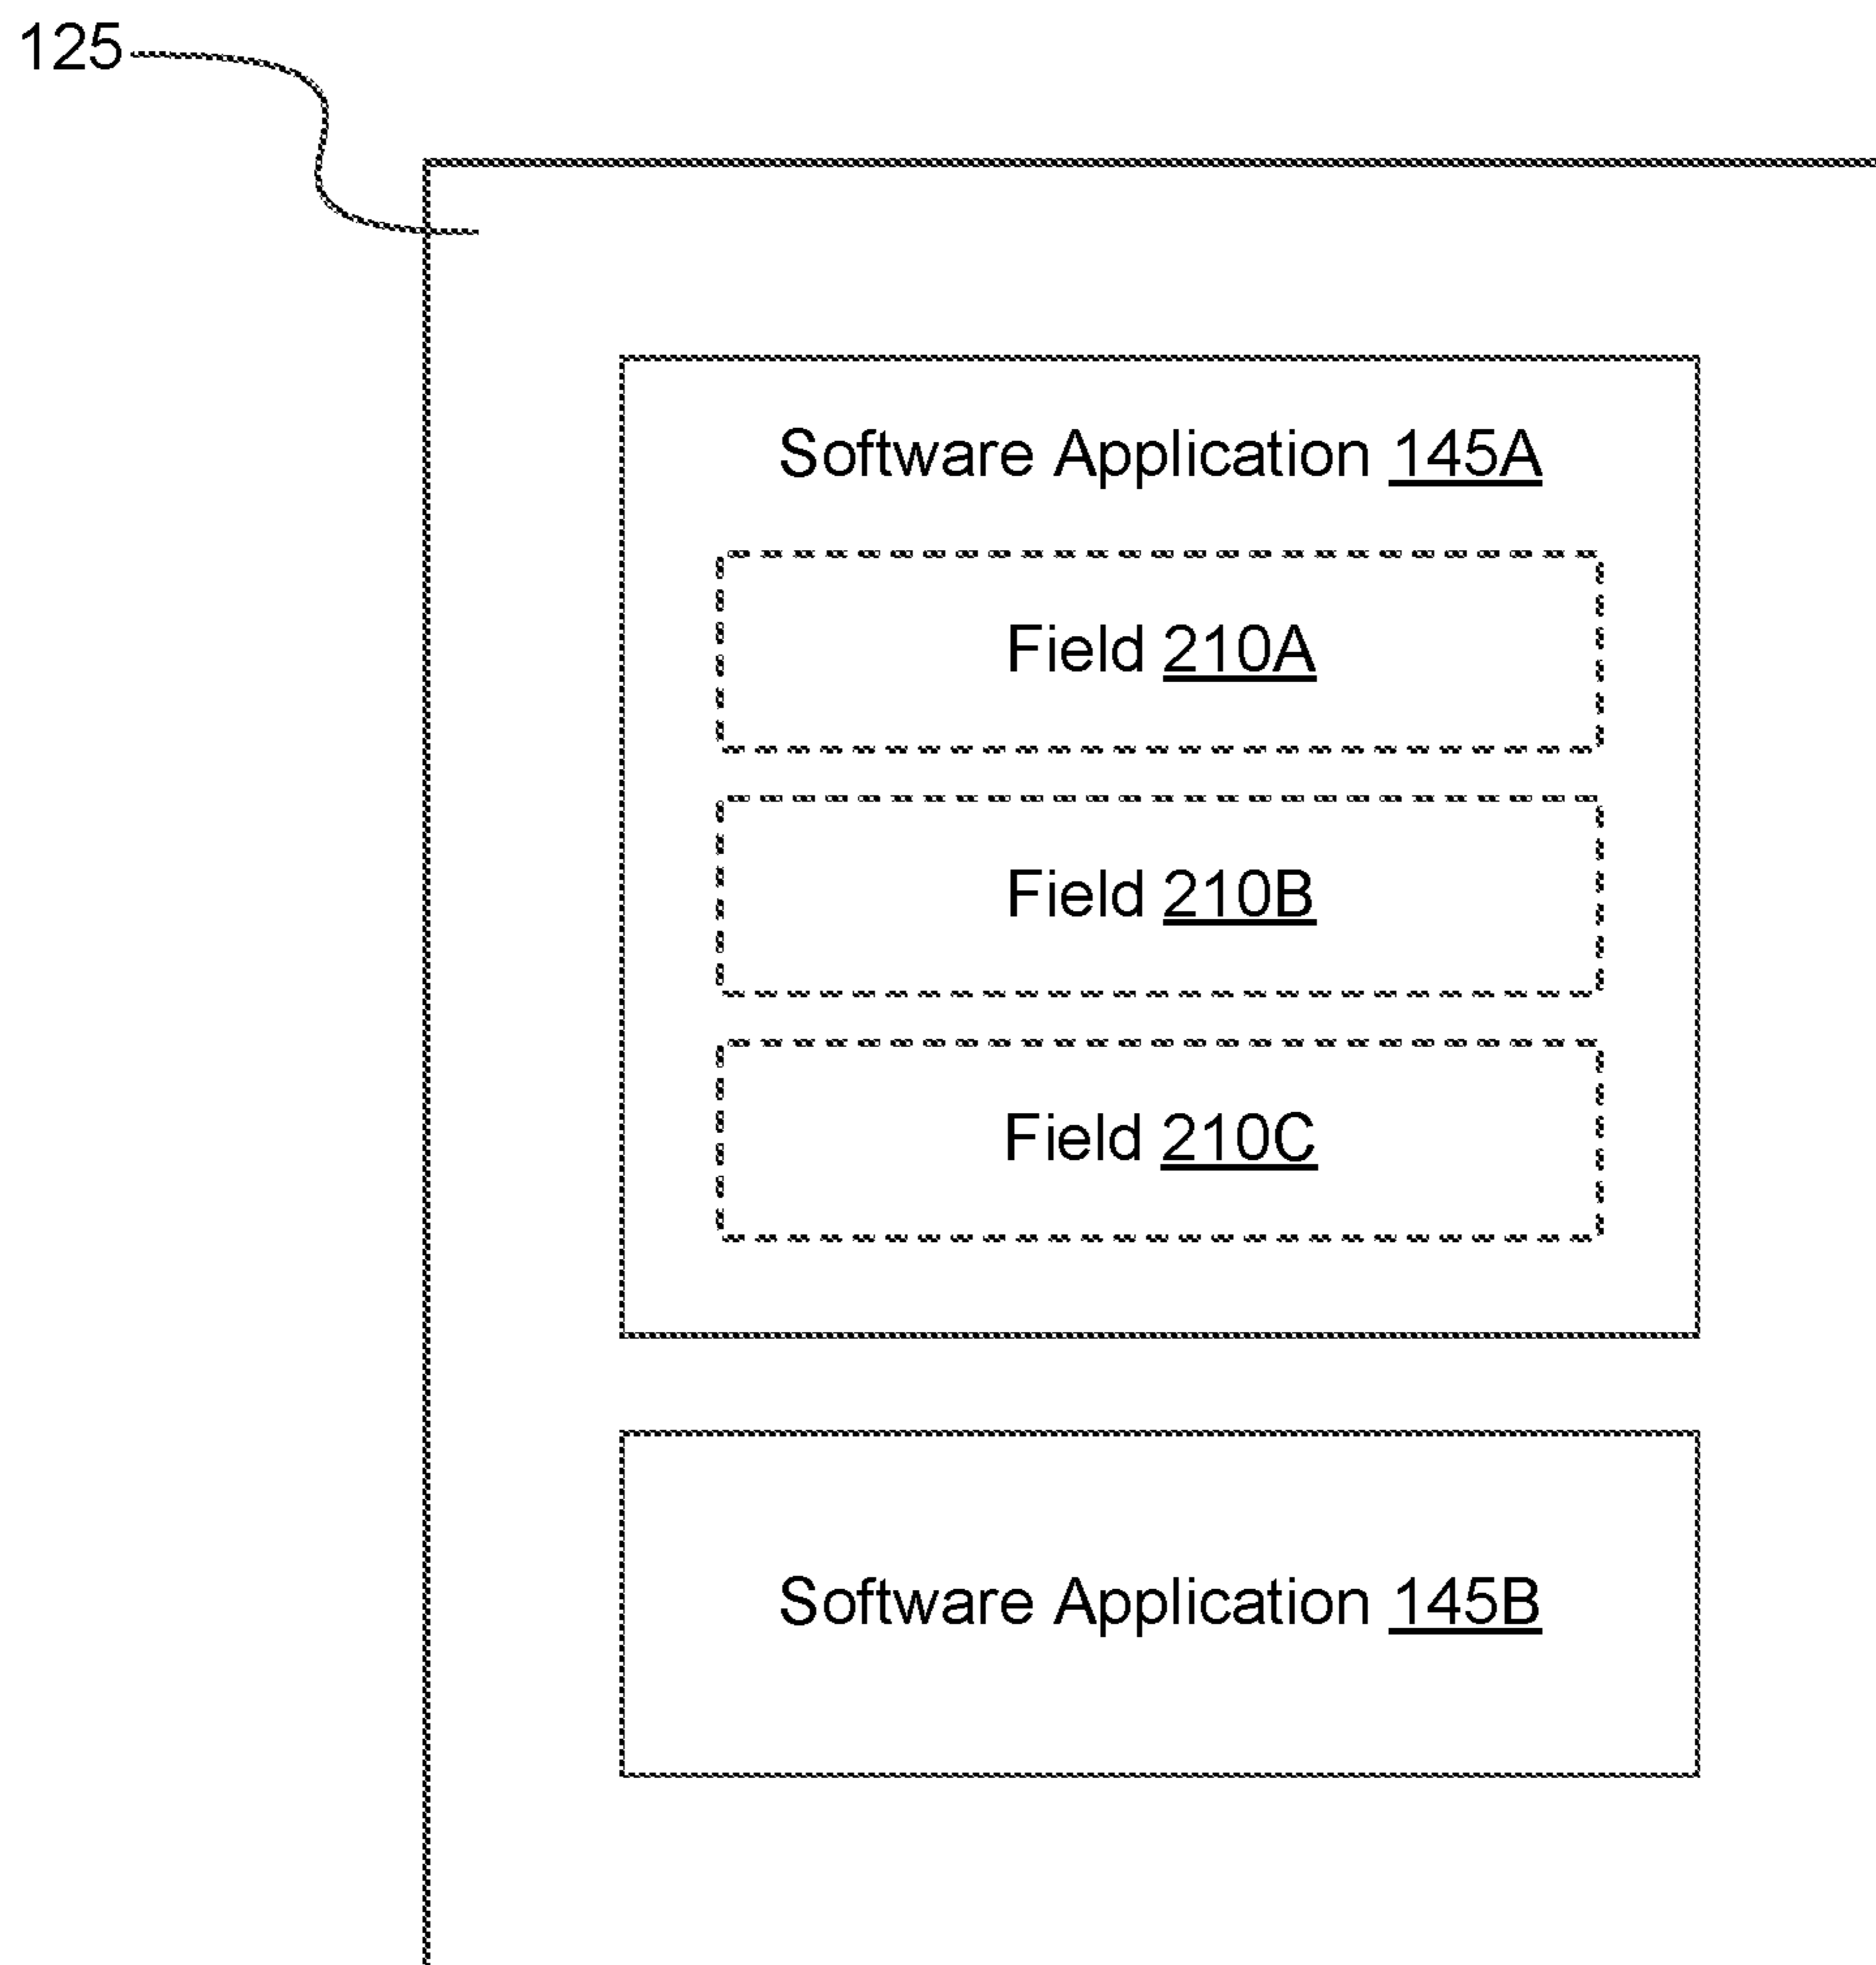 125
Software Application 145A
Field 210A
Field 210B
Field 210C
Software Application 145B